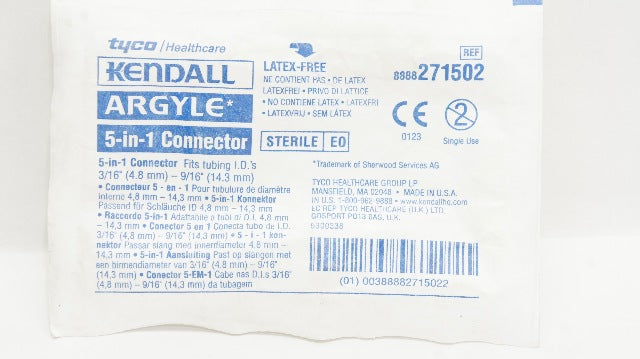 tyco / Healthcare
KENDALL
ARGYLE*
5-in-1 Connector
LATEX-FREE
NE CONTIENT PAS • DE LATEX
LATEXFREI • PRIVO DI LATTICE
• NO CONTIENE LATEX • LATEXFRI
• LATEXVRIJ • SEM LÁTEX
STERILE EO
REF
8888271502
CE
0123
2
Single Use
5-in-1 Connector Fits tubing I.D.'s
3/16" (4.8 mm) – 9/16" (14.3 mm)
• Connecteur 5 - en - 1 Pour tubulure de diamètre
interne 4,8 mm – 14,3 mm • 5-in-1 Konnektor
Passend für Schläuche ID 4,8 mm – 14,3 mm
• Raccordo 5-in-1 Adattabile a tubi di D.I. 4,8 mm
– 14,3 mm • Conector 5 en 1 Conecta tubo de I.D.
3/16" (4,8 mm) – 9/16" (14,3 mm) • 5 - i - 1 kon-
nektor Passar slang med innerdiameter 4,8 mm –
14,3 mm • 5-in-1 Aansluiting Past op slangen met
een binnendiameter van 3/16" (4,8 mm) – 9/16"
(14,3 mm) • Conector 5-EM-1 Cabe nas D.I.s 3/16"
(4,8 mm) – 9/16" (14,3 mm) da tubagem
*Trademark of Sherwood Services AG
TYCO HEALTHCARE GROUP LP
MANSFIELD, MA 02048 • MADE IN U.S.A.
IN U.S. 1-800-962-9888 • www.kendallhq.com
EC REP TYCO HEALTHCARE (U.K.) LTD.
GOSPORT PO13 0AS, U.K.
(01) 00388882715022